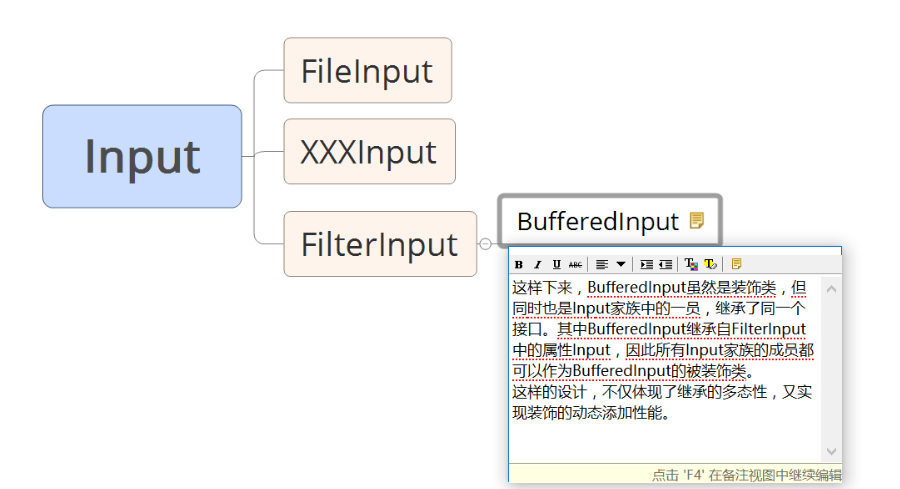 Input
FileInput
XXXInput
FilterInput
BufferedInput
B I U ABC
这样下来，BufferedInput虽然是装饰类，但
同时也是Input家族中的一员，继承了同一个
接口。其中BufferedInput继承自FilterInput
中的属性Input，因此所有Input家族的成员都
可以作为BufferedInput的被装饰类。
这样的设计，不仅体现了继承的多态性，又实
现装饰的动态添加性能。
点击 'F4' 在备注视图中继续编辑